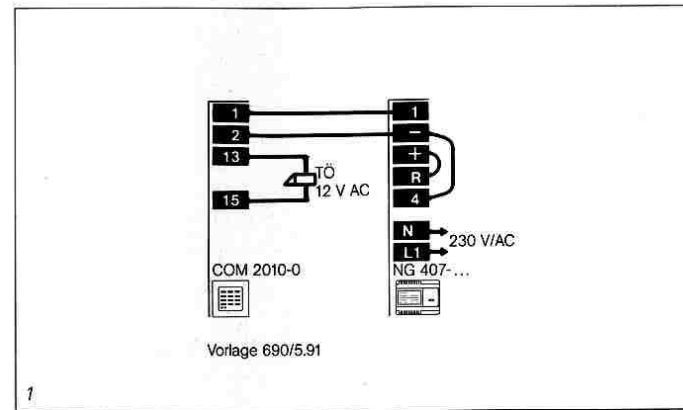 1
2
13
15
TÖ
12 V AC
COM 2010-0
1
–
+
R
4
N
L1
230 V/AC
NG 407-...
Vorlage 690/5.91
1